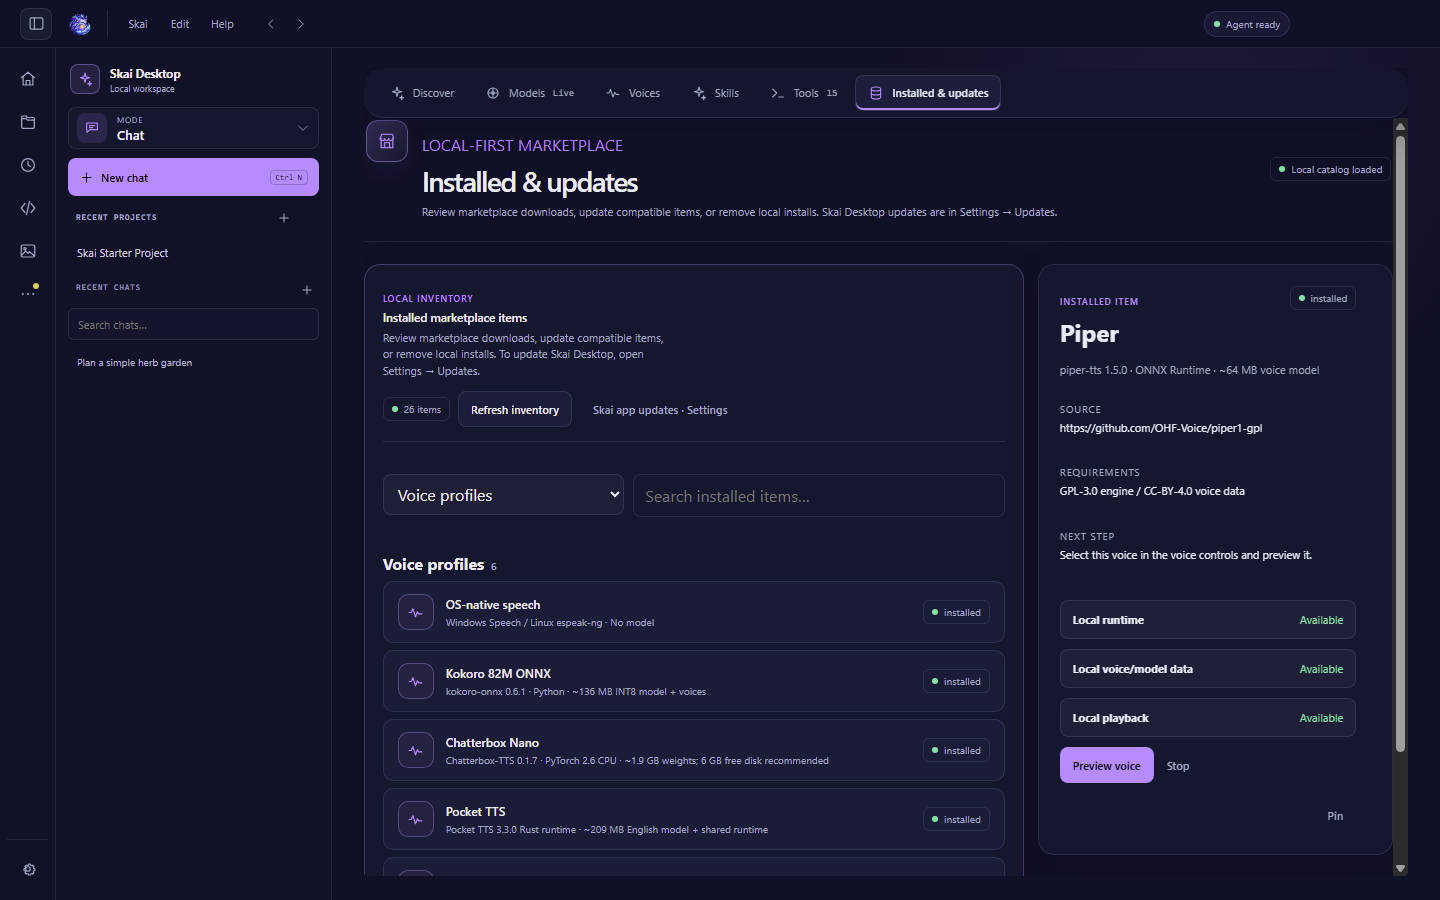 Skai
Edit
Help
Agent ready
Skai Desktop
Local workspace
MODE
Chat
New chat
Ctrl N
RECENT PROJECTS
Skai Starter Project
RECENT CHATS
Search chats...
Plan a simple herb garden
Discover
Models Live
Voices
Skills
Tools 15
Installed & updates
LOCAL-FIRST MARKETPLACE
Installed & updates
Review marketplace downloads, update compatible items, or remove local installs. Skai Desktop updates are in Settings → Updates.
Local catalog loaded
LOCAL INVENTORY
Installed marketplace items
Review marketplace downloads, update compatible items,
or remove local installs. To update Skai Desktop, open
Settings → Updates.
26 items
Refresh inventory
Skai app updates · Settings
Voice profiles
Search installed items...
Voice profiles 6
OS-native speech
Windows Speech / Linux espeak-ng · No model
installed
Kokoro 82M ONNX
kokoro-onnx 0.6.1 · Python · ~136 MB INT8 model + voices
installed
Chatterbox Nano
Chatterbox-TTS 0.1.7 · PyTorch 2.6 CPU · ~1.9 GB weights; 6 GB free disk recommended
installed
Pocket TTS
Pocket TTS 3.3.0 Rust runtime · ~209 MB English model + shared runtime
installed
INSTALLED ITEM
installed
Piper
piper-tts 1.5.0 · ONNX Runtime · ~64 MB voice model
SOURCE
https://github.com/OHF-Voice/piper1-gpl
REQUIREMENTS
GPL-3.0 engine / CC-BY-4.0 voice data
NEXT STEP
Select this voice in the voice controls and preview it.
Local runtime
Available
Local voice/model data
Available
Local playback
Available
Preview voice
Stop
Pin